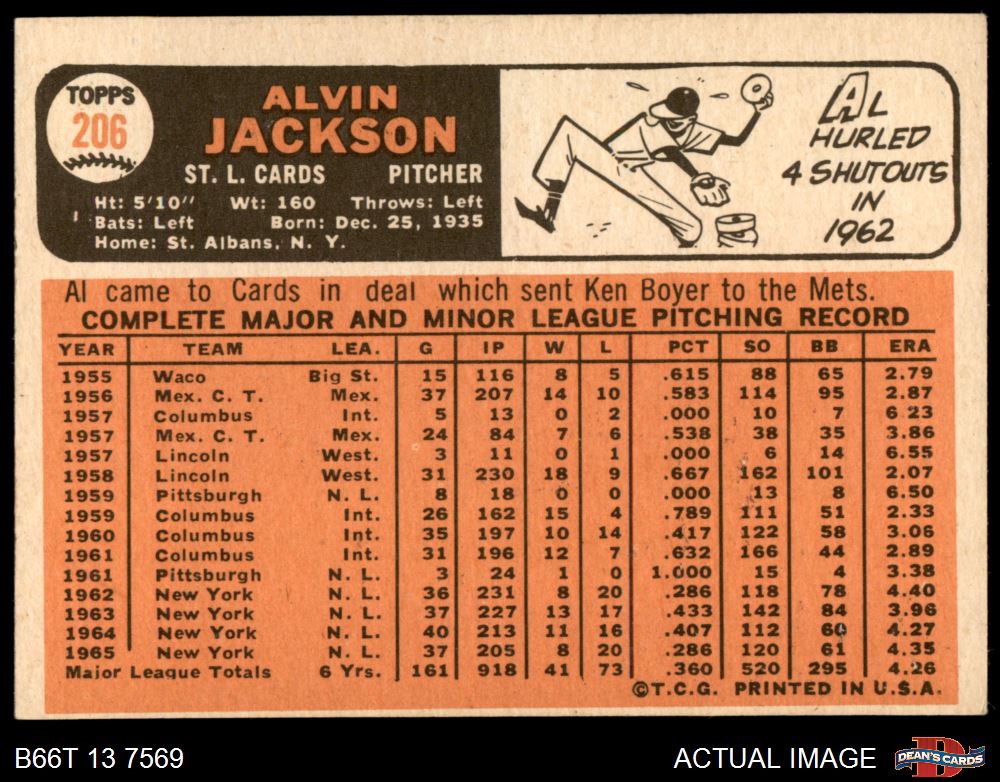 TOPPS
206
ALVIN
JACKSON
ST. L. CARDS PITCHER
Ht: 5'10" Wt: 160 Throws: Left
Bats: Left Born: Dec. 25, 1935
Home: St. Albans, N. Y.
AL
HURLED
4 SHUTOUTS
IN
1962
Al came to Cards in deal which sent Ken Boyer to the Mets.
COMPLETE MAJOR AND MINOR LEAGUE PITCHING RECORD
YEAR TEAM LEA. G IP W L PCT SO BB ERA
1955 Waco Big St. 15 116 8 5 .615 88 65 2.79
1956 Mex. C. T. Mex. 37 207 14 10 .583 114 95 2.87
1957 Columbus Int. 5 13 0 2 .000 10 7 6.23
1957 Mex. C. T. Mex. 24 84 7 6 .538 38 35 3.86
1957 Lincoln West. 3 11 0 1 .000 6 14 6.55
1958 Lincoln West. 31 230 18 9 .667 162 101 2.07
1959 Pittsburgh N. L. 8 18 0 0 .000 13 8 6.50
1959 Columbus Int. 26 162 15 4 .789 111 51 2.33
1960 Columbus Int. 35 197 10 14 .417 122 58 3.06
1961 Columbus Int. 31 196 12 7 .632 166 44 2.89
1961 Pittsburgh N. L. 3 24 1 0 1.000 15 4 3.38
1962 New York N. L. 36 231 8 20 .286 118 78 4.40
1963 New York N. L. 37 227 13 17 .433 142 84 3.96
1964 New York N. L. 40 213 11 16 .407 112 60 4.27
1965 New York N. L. 37 205 8 20 .286 120 61 4.35
Major League Totals 6 Yrs. 161 918 41 73 .360 520 295 4.26
©T.C.G. PRINTED IN U.S.A.
B66T 13 7569
ACTUAL IMAGE
D
DEAN'S CARDS